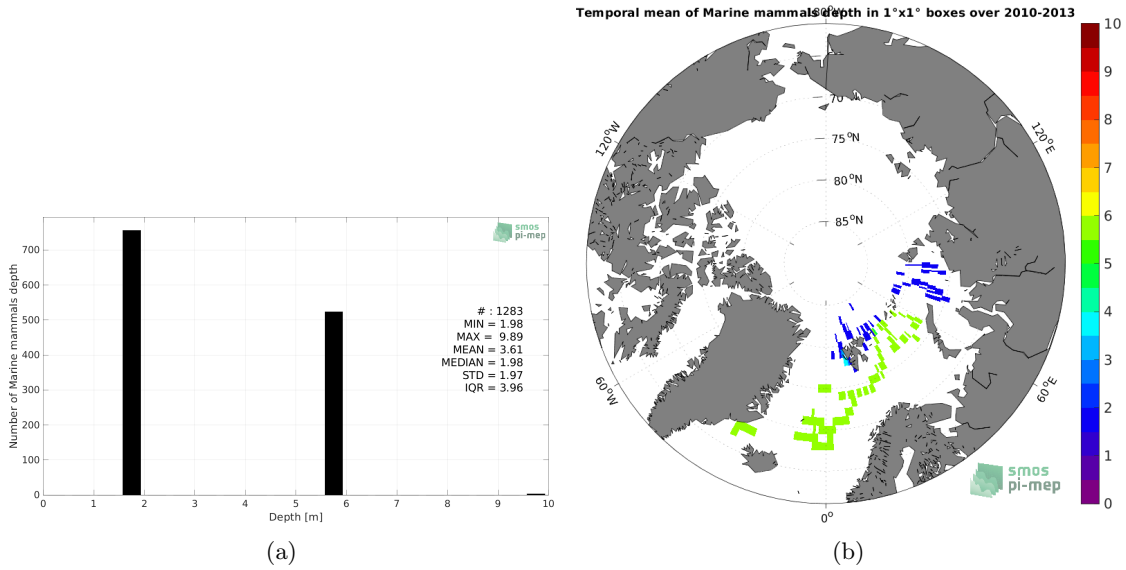 Temporal mean of Marine mammals depth in 1°x1° boxes over 2010-2013
180°W
70
75°N
80°N
85°N
120°W
120°E
60°W
60°E
0°
10
9
8
7
6
5
4
3
2
1
0
smos
pi-mep
Number of Marine mammals depth
700
600
500
400
300
200
100
0
smos
pi-mep
# : 1283
MIN = 1.98
MAX = 9.89
MEAN = 3.61
MEDIAN = 1.98
STD = 1.97
IQR = 3.96
0 1 2 3 4 5 6 7 8 9 10
Depth [m]
(a)
(b)